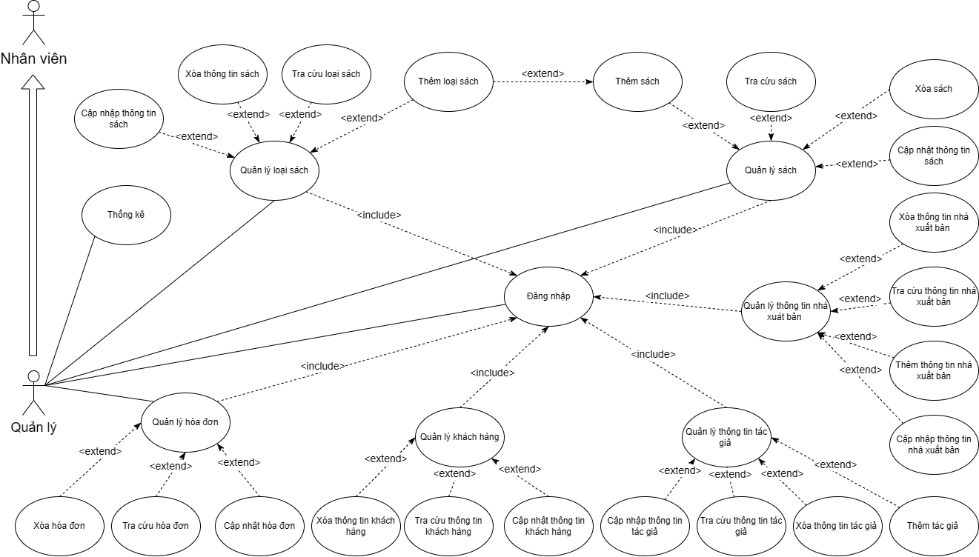 Nhân viên
Xóa thông tin sách
Tra cứu loại sách
Thêm loại sách
<extend>
Thêm sách
Tra cứu sách
Xóa sách
Cập nhập thông tin
sách
<extend>
<extend>
<extend>
<extend>
<extend>
<extend>
<extend>
Cập nhật thông tin
sách
<extend>
Quản lý loại sách
Quản lý sách
Thống kê
<include>
<include>
Xóa thông tin nhà
xuất bản
<extend>
Đăng nhập
<include>
Quản lý thông tin nhà
xuất bản
<extend>
Tra cứu thông tin nhà
xuất bản
<extend>
Thêm thông tin nhà
xuất bản
<include>
<include>
<include>
<extend>
Quản lý
Quản lý hóa đơn
Quản lý khách hàng
Quản lý thông tin tác
giả
Cập nhập thông tin
nhà xuất bản
<extend>
<extend>
<extend>
<extend>
<extend>
<extend>
<extend>
<extend>
<extend>
<extend>
Xóa hóa đơn
Tra cứu hóa đơn
Cập nhật hóa đơn
Xóa thông tin khách
hàng
Tra cứu thông tin
khách hàng
Cập nhật thông tin
khách hàng
Cập nhập thông tin
tác giả
Tra cứu thông tin tác
giả
Xóa thông tin tác giả
Thêm tác giả